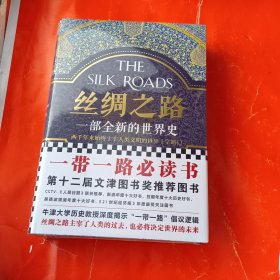 THE
SILK ROADS
丝绸之路
一部全新的世界史
一带一路必读书
第十二届文津图书奖推荐图书
牛津大学历史教授深度揭示“一带一路”倡议逻辑
丝绸之路主宰了人类的过去，也必将决定世界的未来